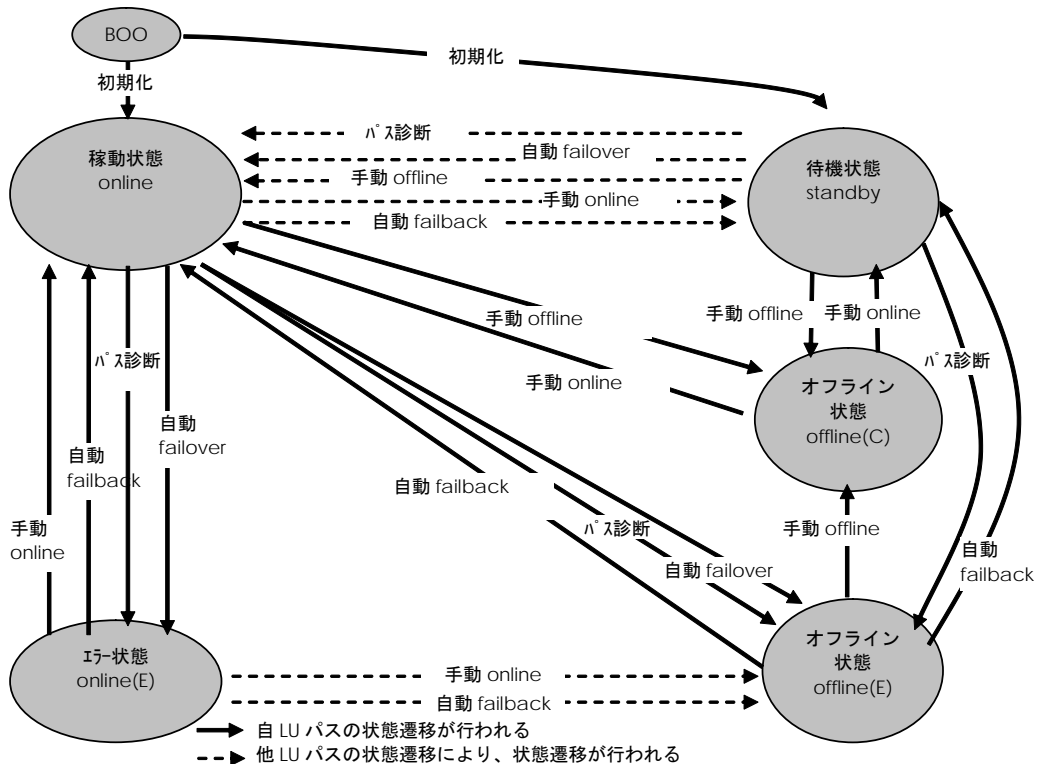 BOO
初期化
初期化
稼動状態
online
待機状態
standby
パス診断
自動 failover
手動 offline
手動 online
自動 failback
手動 offline
手動 online
手動 offline
手動 online
パス診断
オフライン
状態
offline(C)
パス診断
自動
failover
自動
failback
手動
online
自動 failback
パス診断
自動 failover
手動 offline
自動
failback
エラー状態
online(E)
オフライン
状態
offline(E)
手動 online
自動 failback
自 LU パスの状態遷移が行われる
他 LU パスの状態遷移により、状態遷移が行われる